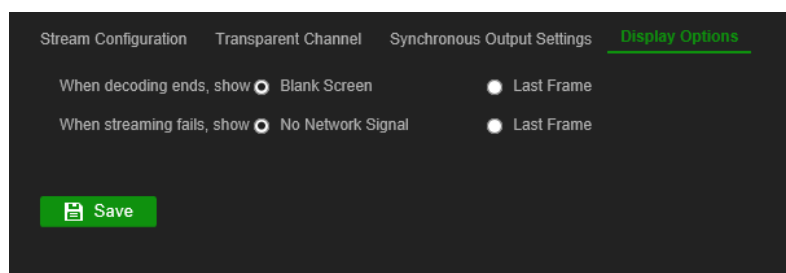 Stream Configuration Transparent Channel Synchronous Output Settings Display Options
When decoding ends, show Blank Screen Last Frame
When streaming fails, show No Network Signal Last Frame
Save